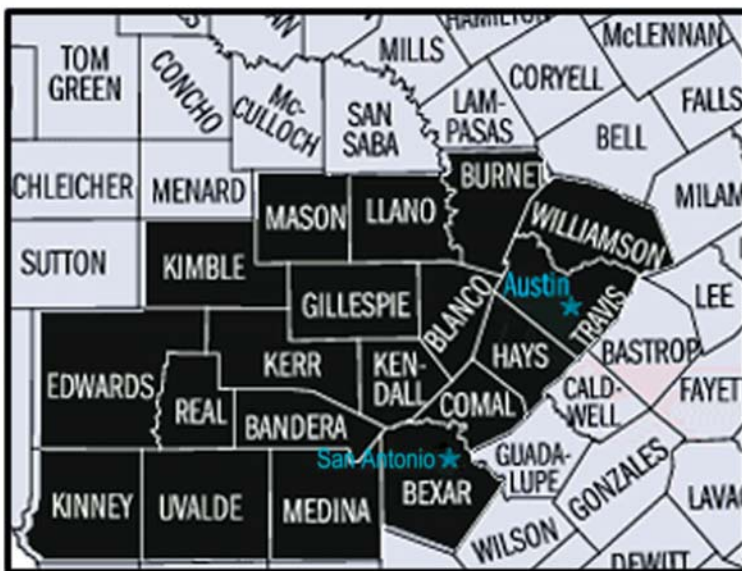 HAMILTON
McLENNAN
MILLS
TOM
GREEN
CONCHO
Mc-
CULLOCH
SAN
SABA
LAM-
PASAS
CORYELL
FALLS
BELL
CHLEICHER
MENARD
MASON
LLANO
BURNET
MILAM
WILLIAMSON
SUTTON
KIMBLE
GILLESPIE
BLANCO
Austin
TRAVIS
LEE
HAYS
BASTROP
EDWARDS
REAL
KERR
KEN-
DALL
COMAL
CALD-
WELL
FAYET
BANDERA
San Antonio
BEXAR
GUADA-
LUPE
GONZALES
KINNEY
UVALDE
MEDINA
LAVA
WILSON
DEWITT